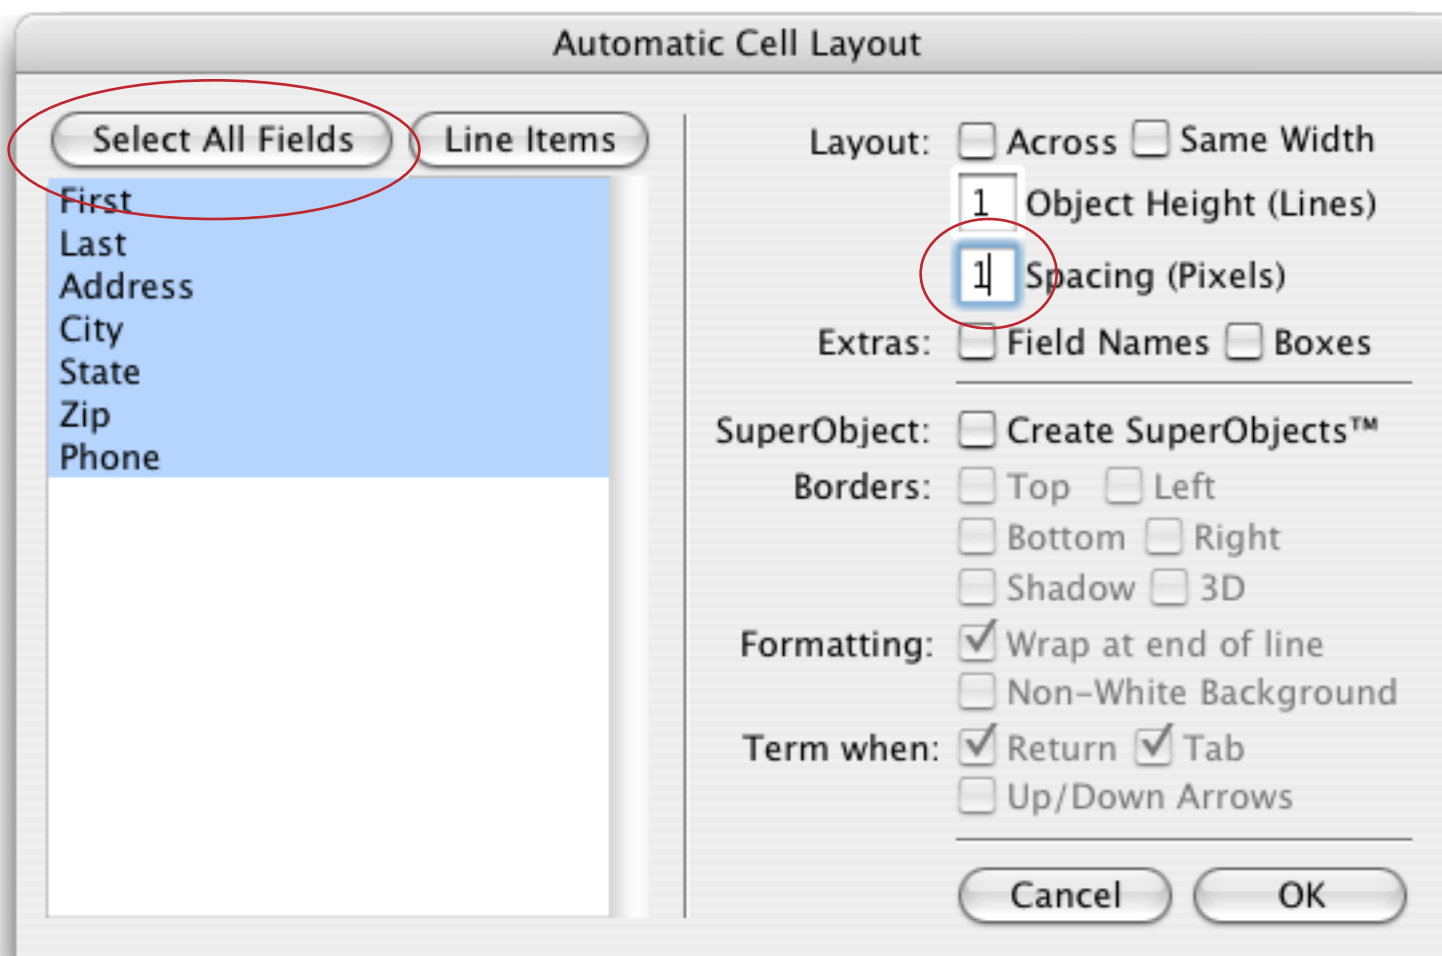 Automatic Cell Layout
Select All Fields
Line Items
First
Last
Address
City
State
Zip
Phone
Layout: Across Same Width
1 Object Height (Lines)
1 Spacing (Pixels)
Extras: Field Names Boxes
SuperObject: Create SuperObjects™
Borders: Top Left
Bottom Right
Shadow 3D
Formatting: Wrap at end of line
Non-White Background
Term when: Return Tab
Up/Down Arrows
Cancel OK